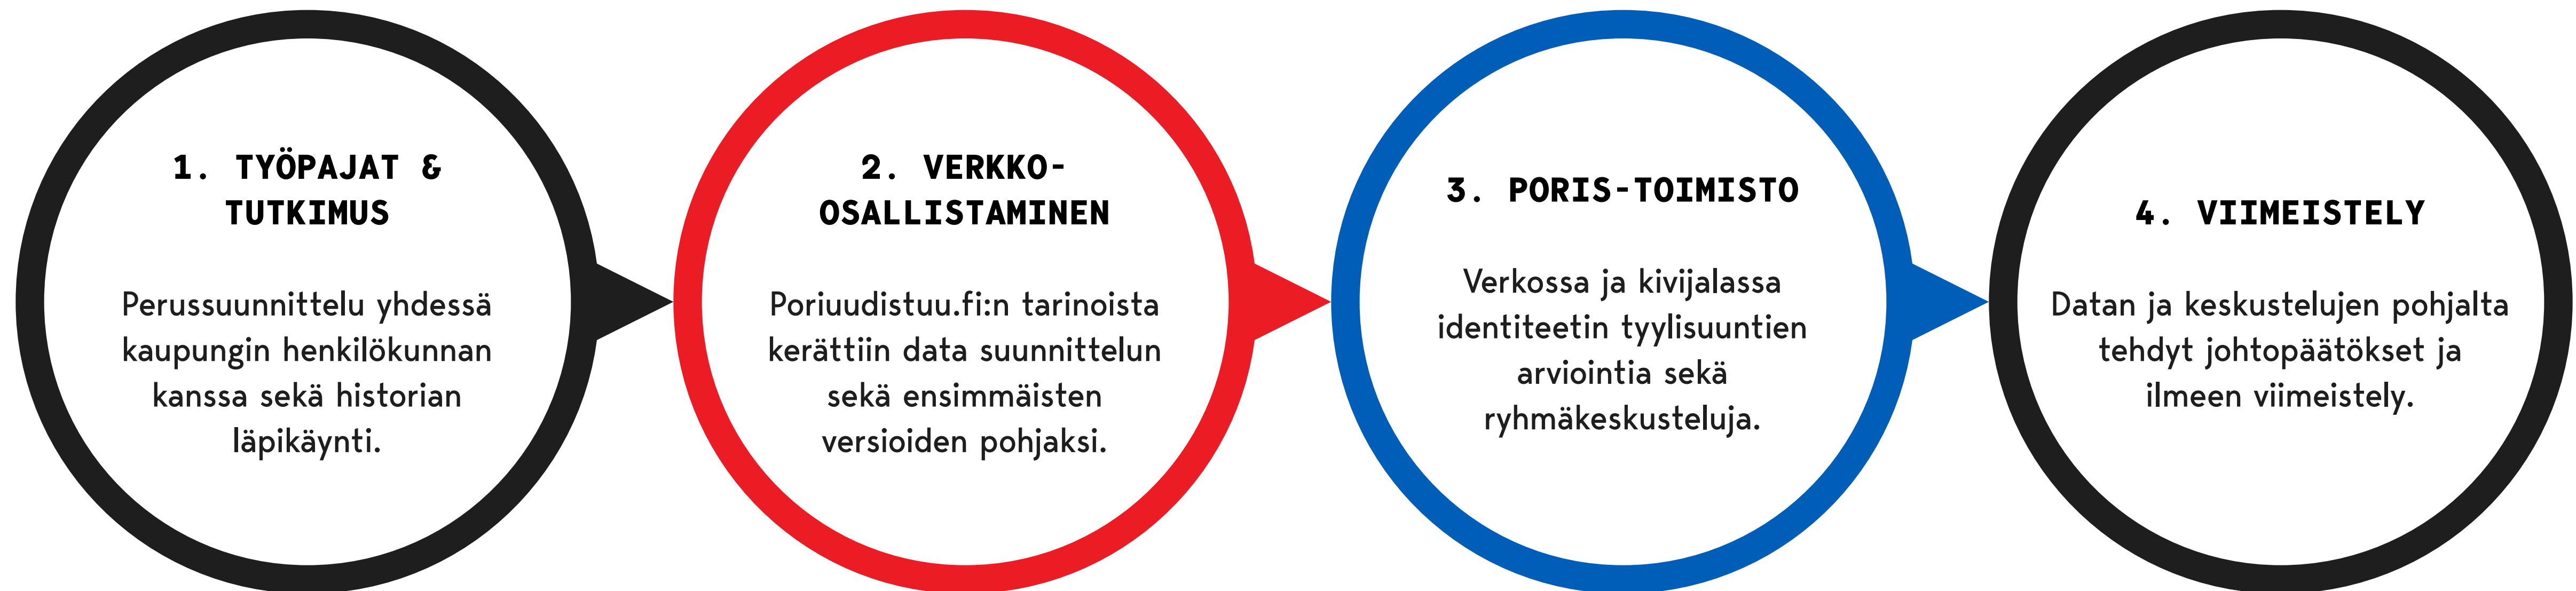 1. TYÖPAJAT &
TUTKIMUS
Perussuunnittelu yhdessä
kaupungin henkilökunnan
kanssa sekä historian
läpikäynti.
2. VERKKO-
OSALLISTAMINEN
Poriuudistuu.fi:n tarinoista
kerättiin data suunnittelun
sekä ensimmäisten
versioiden pohjaksi.
3. PORIS-TOIMISTO
Verkossa ja kivijalassa
identiteetin tyylisuuntien
arviointia sekä
ryhmäkeskusteluja.
4. VIIMEISTELY
Datan ja keskustelujen pohjalta
tehdyt johtopäätökset ja
ilmeen viimeistely.